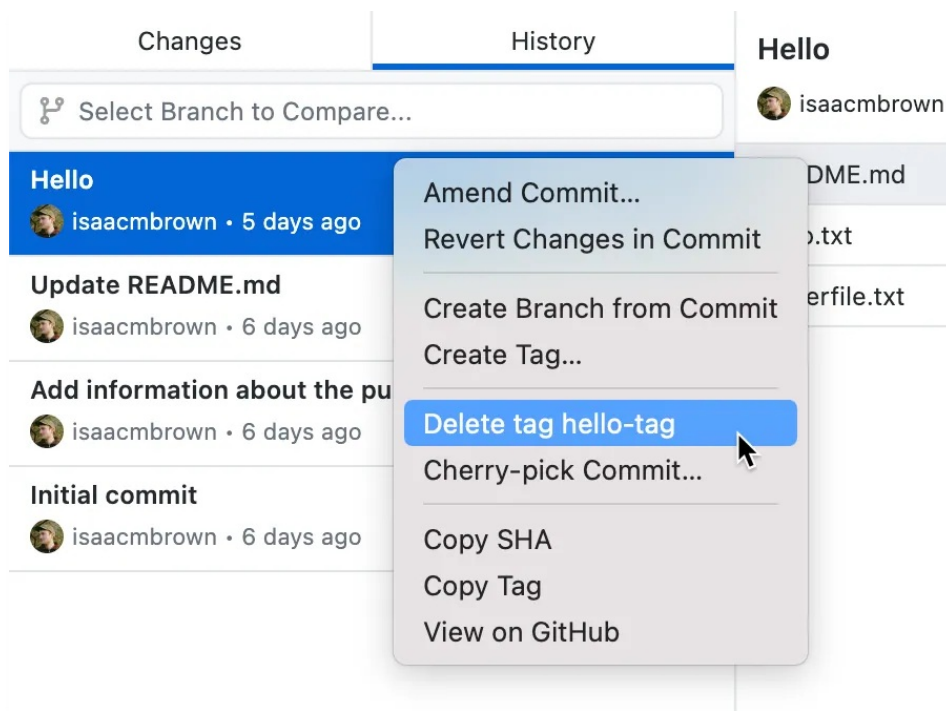 Changes
History
Select Branch to Compare...
Hello
isaacmbrown • 5 days ago
Update README.md
isaacmbrown • 6 days ago
Add information about the pu
isaacmbrown • 6 days ago
Initial commit
isaacmbrown • 6 days ago
Amend Commit...
Revert Changes in Commit
Create Branch from Commit
Create Tag...
Delete tag hello-tag
Cherry-pick Commit...
Copy SHA
Copy Tag
View on GitHub
Hello
isaacmbrown
DME.md
.txt
erfile.txt